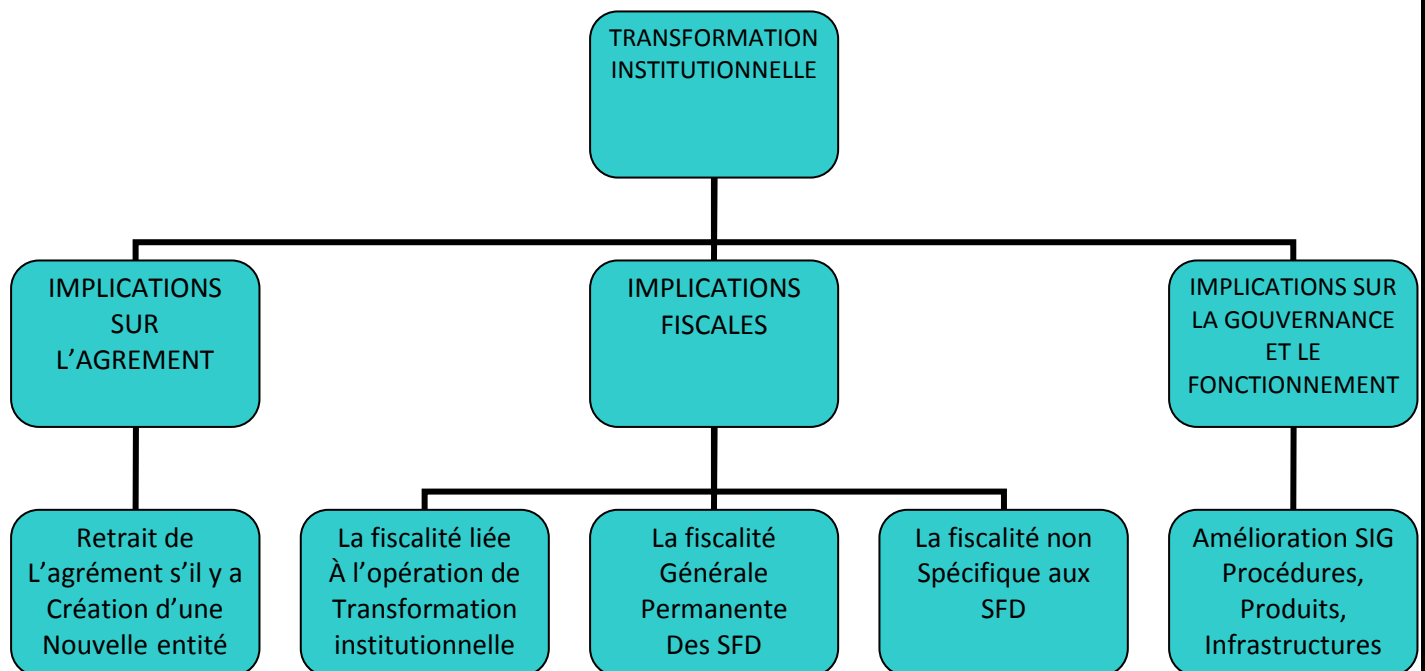 TRANSFORMATION
INSTITUTIONNELLE
IMPLICATIONS
SUR
L’AGREMENT
IMPLICATIONS
FISCALES
IMPLICATIONS SUR
LA GOUVERNANCE
ET LE
FONCTIONNEMENT
Retrait de
L’agrément s’il y a
Création d’une
Nouvelle entité
La fiscalité liée
À l’opération de
Transformation
institutionnelle
La fiscalité
Générale
Permanente
Des SFD
La fiscalité non
Spécifique aux
SFD
Amélioration SIG
Procédures,
Produits,
Infrastructures